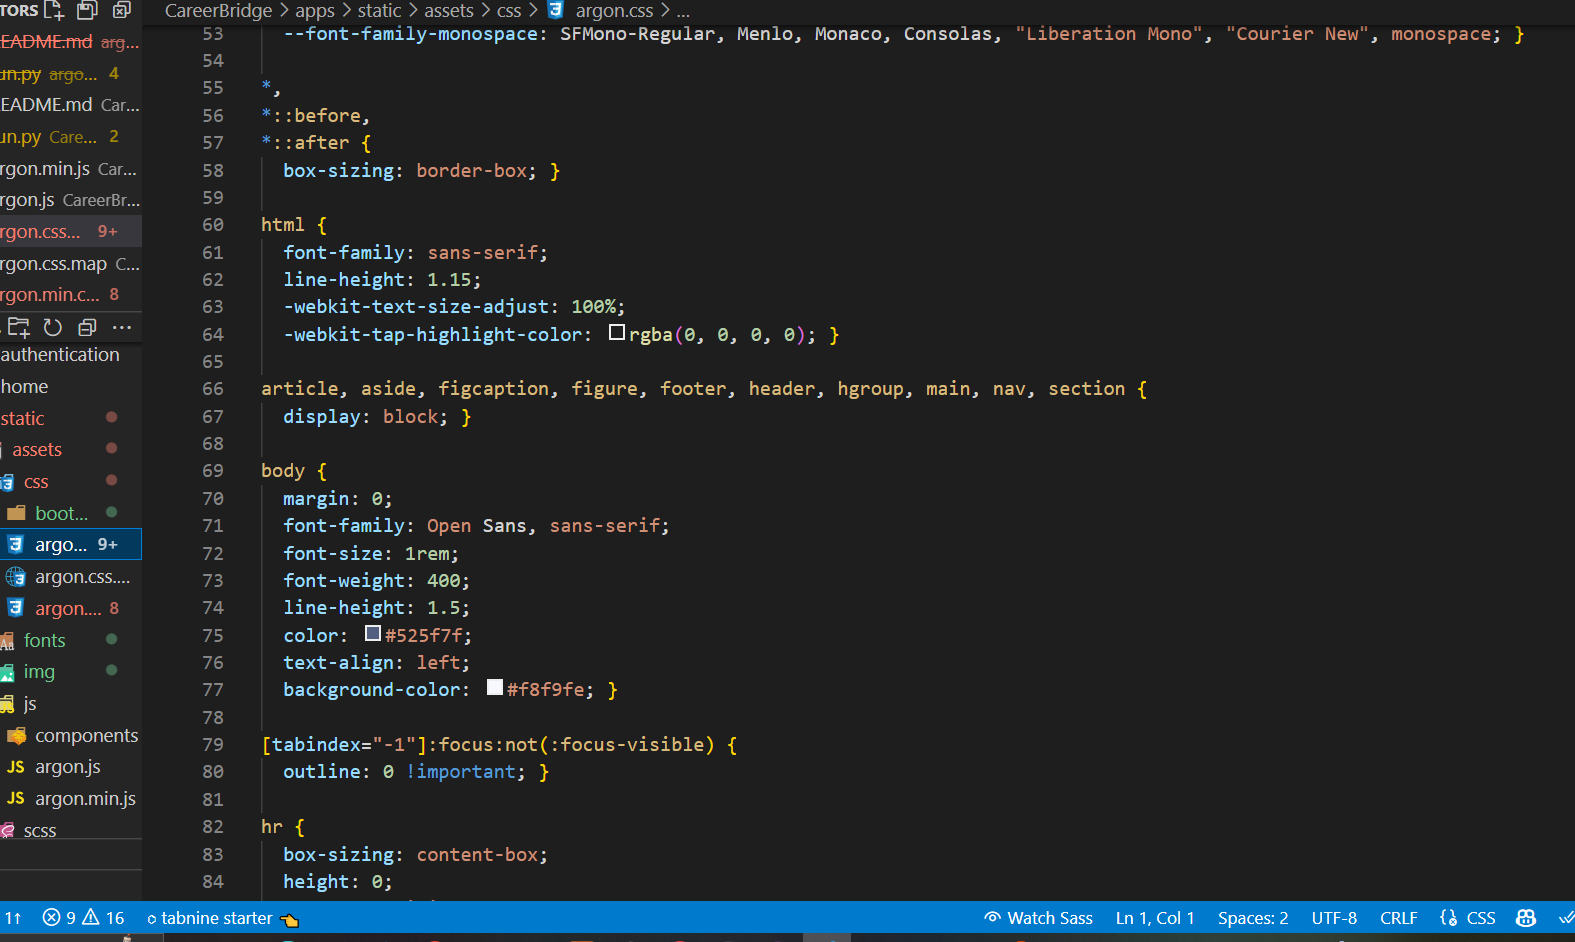 TORS
EADME.md arg...
un.py argo... 4
EADME.md Car...
un.py Care... 2
rgon.min.js Car...
rgon.js CareerBr...
rgon.css... 9+
rgon.css.map C...
rgon.min.c... 8
authentication
home
static
assets
css
boot...
argo... 9+
argon.css....
argon.... 8
fonts
img
js
components
JS argon.js
JS argon.min.js
scss
CareerBridge > apps > static > assets > css > argon.css > ...
53 --font-family-monospace: SFMono-Regular, Menlo, Monaco, Consolas, "Liberation Mono", "Courier New", monospace; }
54
55 *,
56 *::before,
57 *::after {
58 box-sizing: border-box; }
59
60 html {
61 font-family: sans-serif;
62 line-height: 1.15;
63 -webkit-text-size-adjust: 100%;
64 -webkit-tap-highlight-color: rgba(0, 0, 0, 0); }
65
66 article, aside, figcaption, figure, footer, header, hgroup, main, nav, section {
67 display: block; }
68
69 body {
70 margin: 0;
71 font-family: Open Sans, sans-serif;
72 font-size: 1rem;
73 font-weight: 400;
74 line-height: 1.5;
75 color: #525f7f;
76 text-align: left;
77 background-color: #f8f9fe; }
78
79 [tabindex="-1"]:focus:not(:focus-visible) {
80 outline: 0 !important; }
81
82 hr {
83 box-sizing: content-box;
84 height: 0;
1↑ 9 16 tabnine starter Watch Sass Ln 1, Col 1 Spaces: 2 UTF-8 CRLF CSS